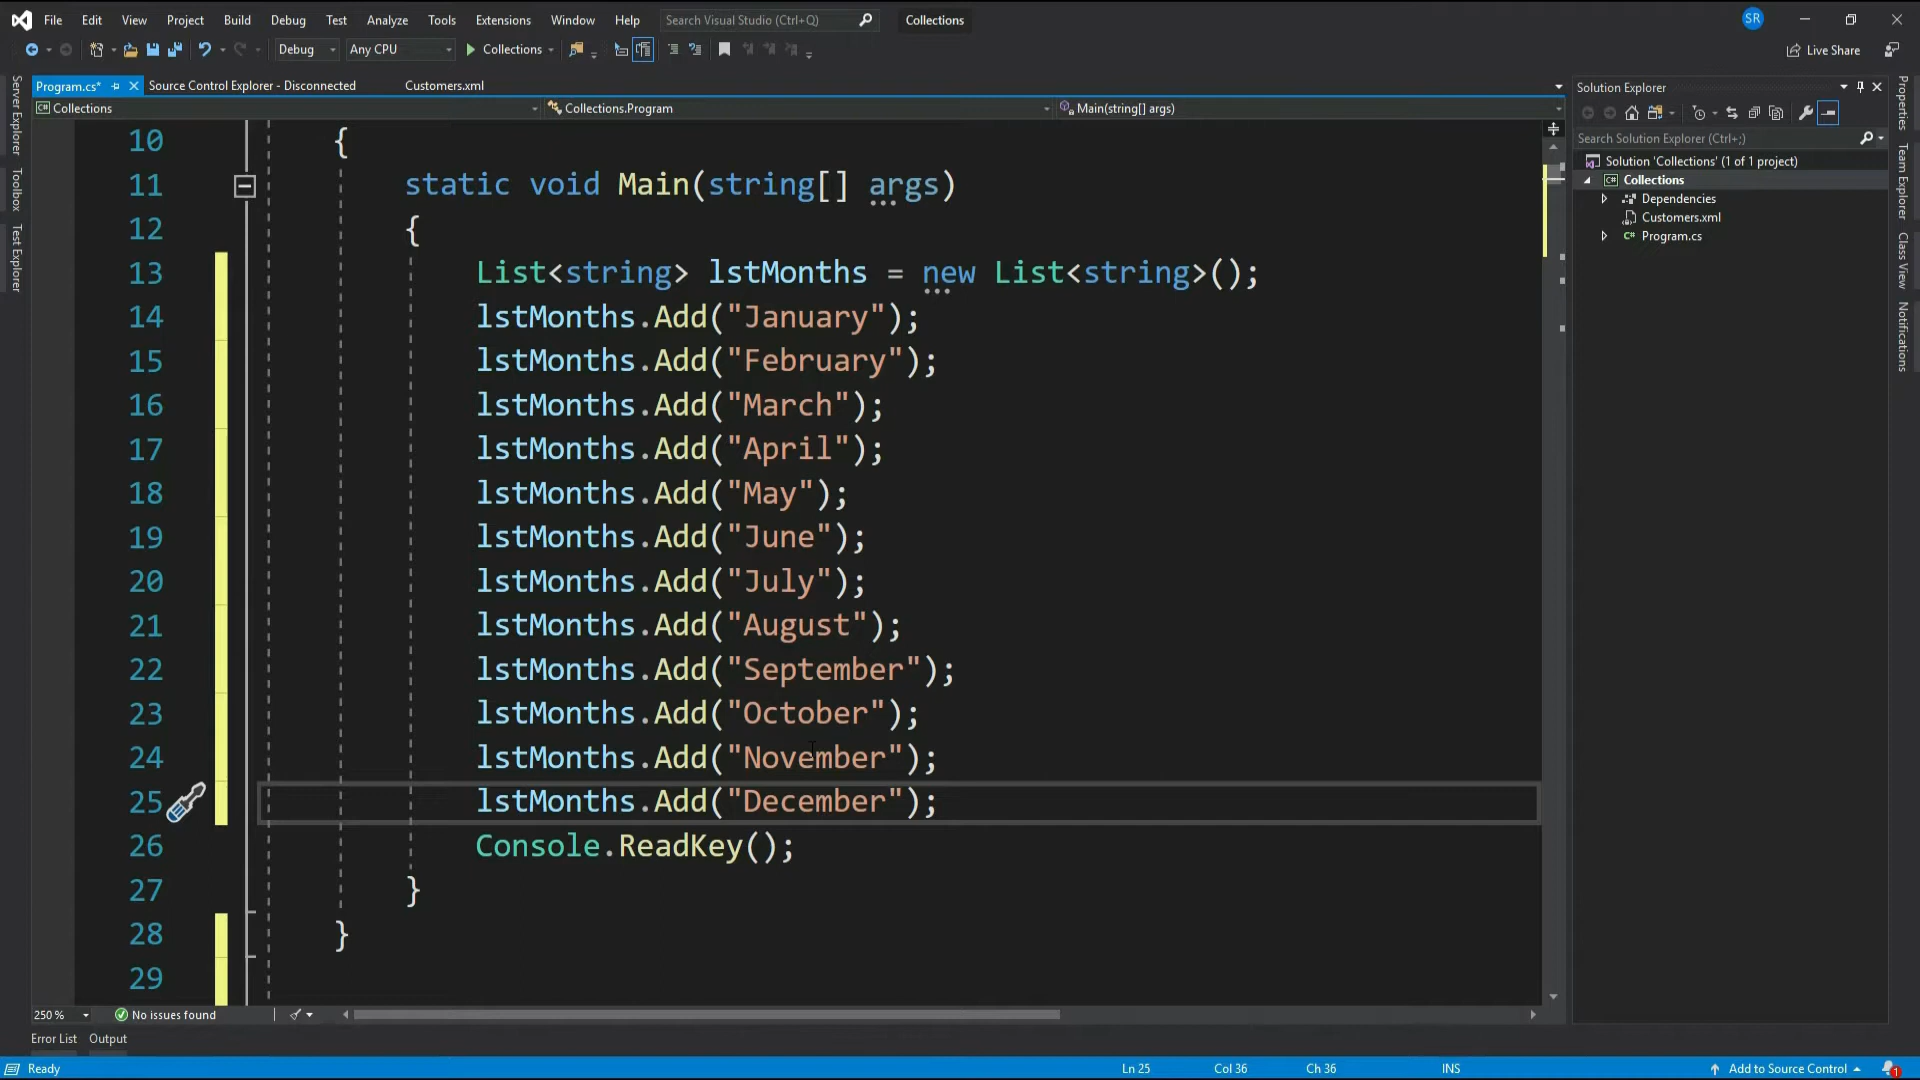 File Edit View Project Build Debug Test Analyze Tools Extensions Window Help Search Visual Studio (Ctrl+Q) Collections SR
Debug Any CPU Collections Live Share
Program.cs* Source Control Explorer - Disconnected Customers.xml
Collections Collections.Program Main(string[] args)
Server Explorer
Toolbox
Test Explorer
10 {
11 static void Main(string[] args)
12 {
13 List<string> lstMonths = new List<string>();
14 lstMonths.Add("January");
15 lstMonths.Add("February");
16 lstMonths.Add("March");
17 lstMonths.Add("April");
18 lstMonths.Add("May");
19 lstMonths.Add("June");
20 lstMonths.Add("July");
21 lstMonths.Add("August");
22 lstMonths.Add("September");
23 lstMonths.Add("October");
24 lstMonths.Add("November");
25 lstMonths.Add("December");
26 Console.ReadKey();
27 }
28 }
29
250 % No issues found
Solution Explorer
Search Solution Explorer (Ctrl+;)
Solution 'Collections' (1 of 1 project)
C# Collections
Dependencies
Customers.xml
C# Program.cs
Properties
Team Explorer
Class View
Notifications
Error List Output
Ready Ln 25 Col 36 Ch 36 INS Add to Source Control 1